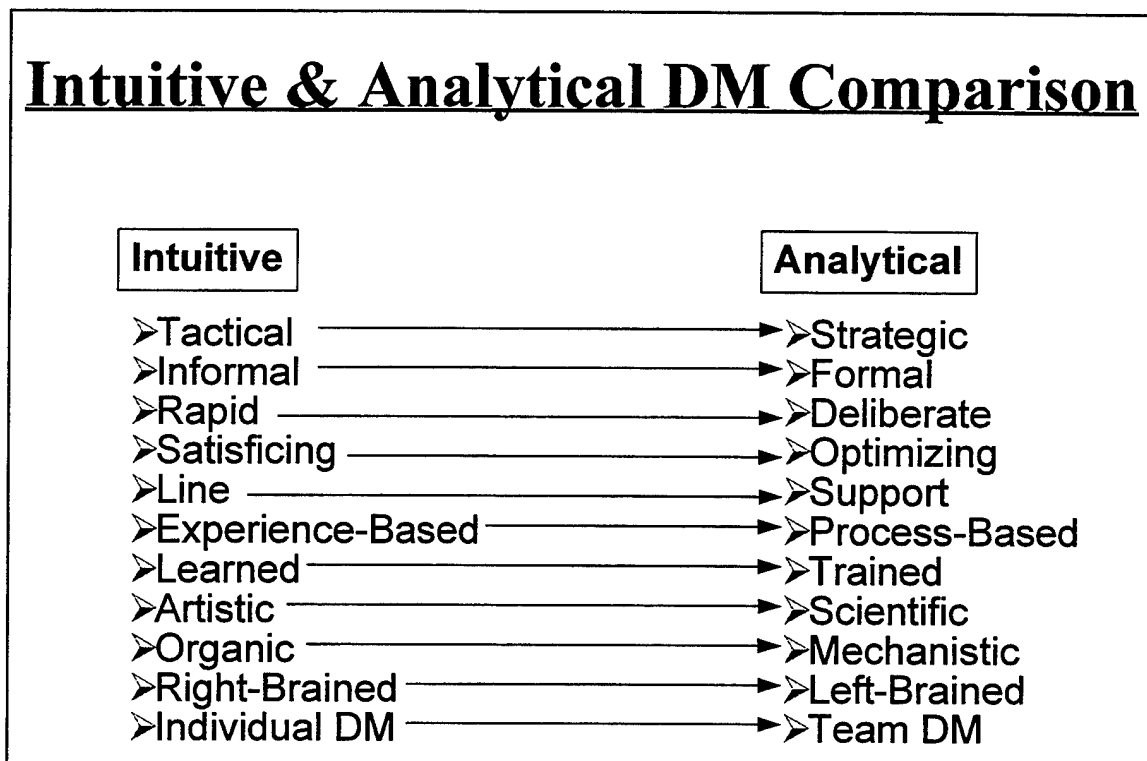 Intuitive & Analytical DM Comparison
Intuitive
Analytical
➢Tactical ➢Strategic
➢Informal ➢Formal
➢Rapid ➢Deliberate
➢Satisficing ➢Optimizing
➢Line ➢Support
➢Experience-Based ➢Process-Based
➢Learned ➢Trained
➢Artistic ➢Scientific
➢Organic ➢Mechanistic
➢Right-Brained ➢Left-Brained
➢Individual DM ➢Team DM